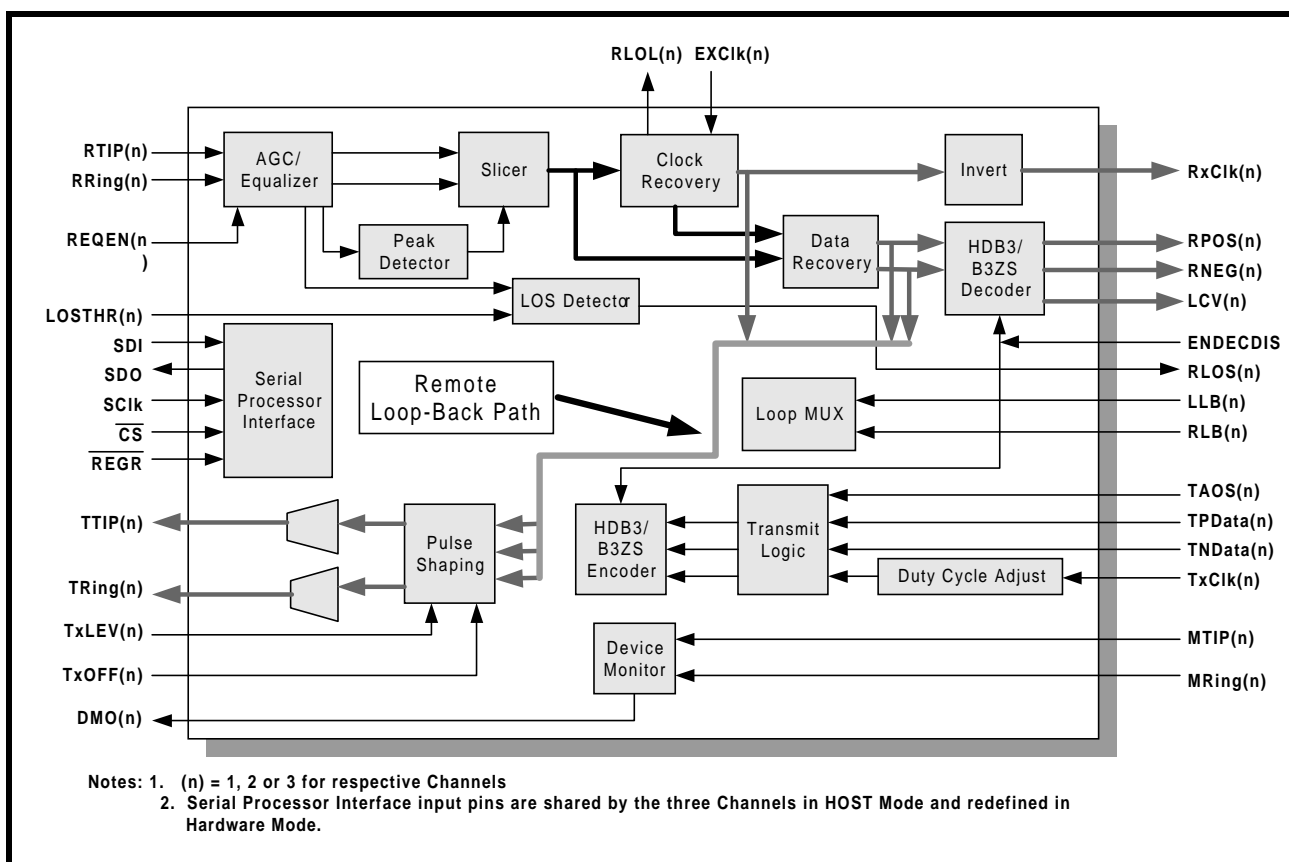 RLOL(n) EXClk(n)
RTIP(n)
RRing(n)
REQEN(n
)
LOSTHR(n)
SDI
SDO
SClk
CS
REGR
TTIP(n)
TRing(n)
TxLEV(n)
TxOFF(n)
DMO(n)
AGC/
Equalizer
Slicer
Clock
Recovery
Invert
Peak
Detector
Data
Recovery
HDB3/
B3ZS
Decoder
LOS Detector
Serial
Processor
Interface
Remote
Loop-Back Path
Loop MUX
Pulse
Shaping
HDB3/
B3ZS
Encoder
Transmit
Logic
Duty Cycle Adjust
Device
Monitor
RxClk(n)
RPOS(n)
RNEG(n)
LCV(n)
ENDECDIS
RLOS(n)
LLB(n)
RLB(n)
TAOS(n)
TPData(n)
TNData(n)
TxClk(n)
MTIP(n)
MRing(n)
Notes: 1. (n) = 1, 2 or 3 for respective Channels
2. Serial Processor Interface input pins are shared by the three Channels in HOST Mode and redefined in
Hardware Mode.